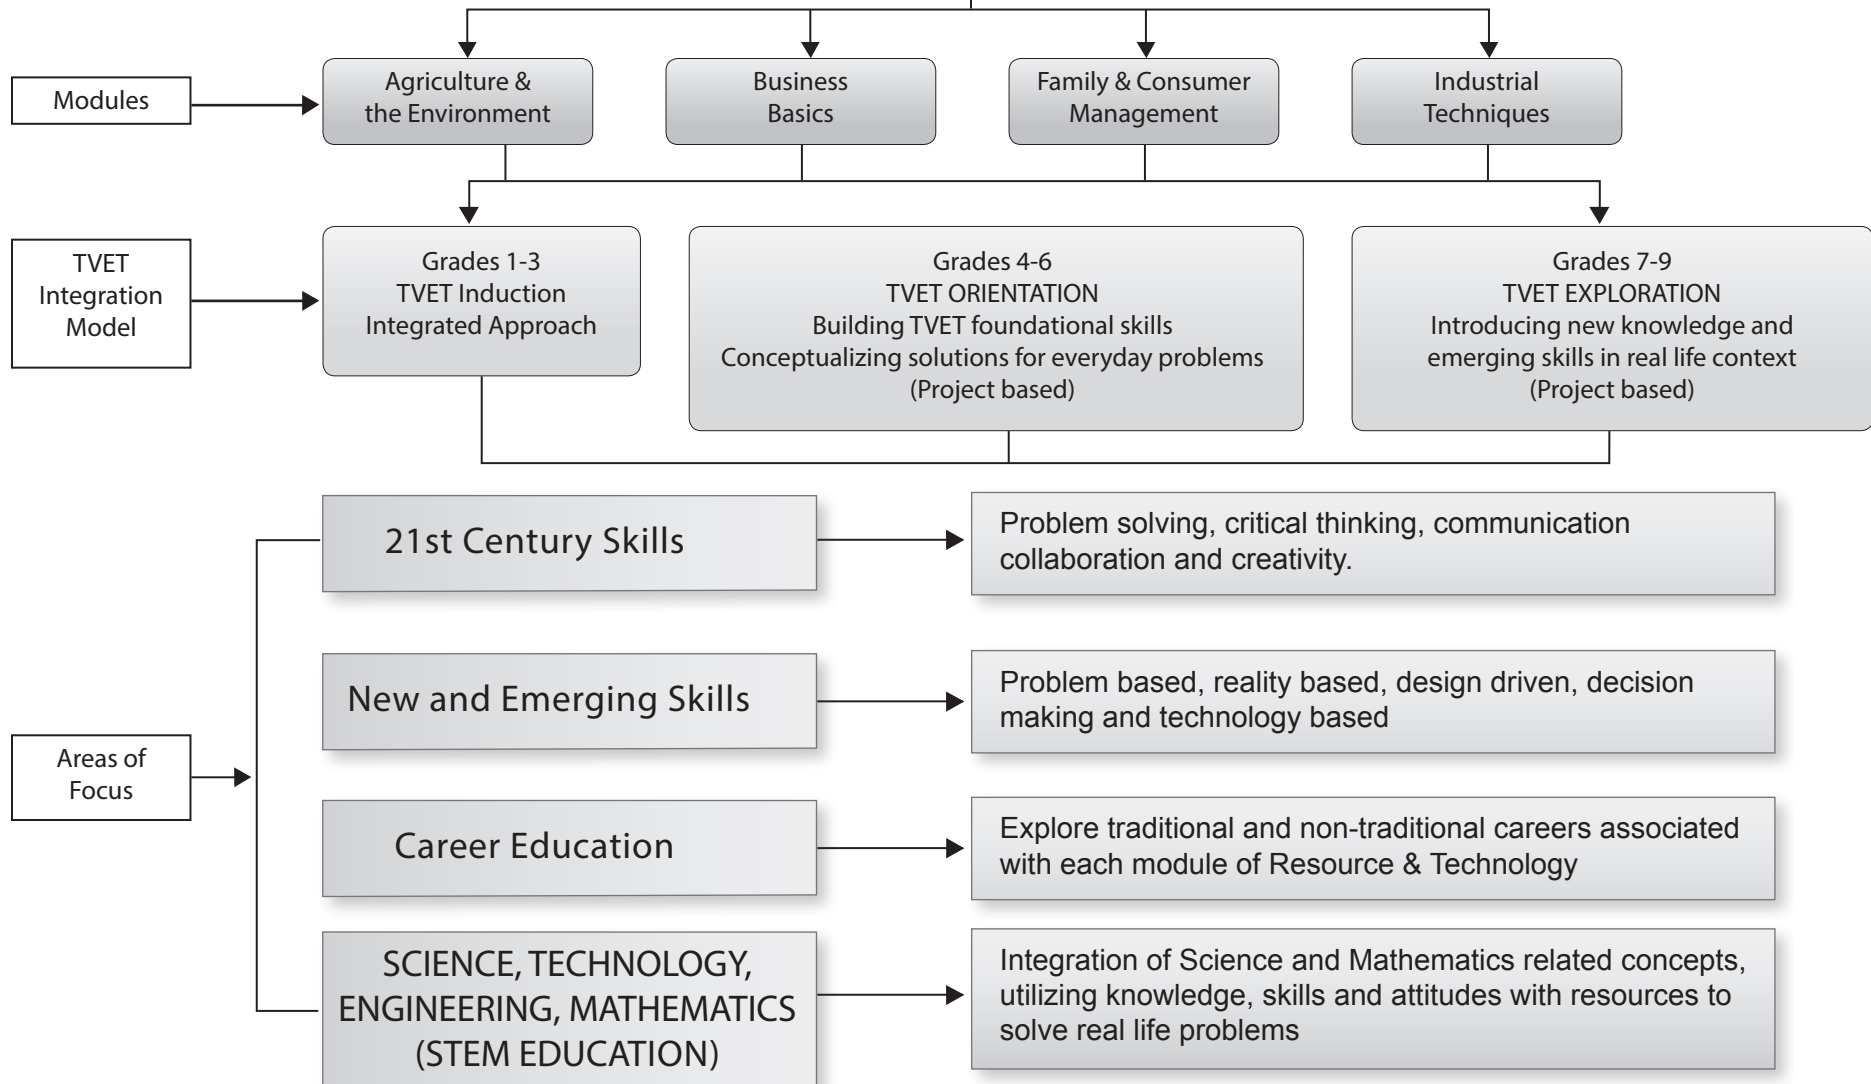 Modules
Agriculture &
the Environment
Business
Basics
Family & Consumer
Management
Industrial
Techniques
TVET
Integration
Model
Grades 1-3
TVET Induction
Integrated Approach
Grades 4-6
TVET ORIENTATION
Building TVET foundational skills
Conceptualizing solutions for everyday problems
(Project based)
Grades 7-9
TVET EXPLORATION
Introducing new knowledge and
emerging skills in real life context
(Project based)
Areas of
Focus
21st Century Skills
Problem solving, critical thinking, communication
collaboration and creativity.
New and Emerging Skills
Problem based, reality based, design driven, decision
making and technology based
Career Education
Explore traditional and non-traditional careers associated
with each module of Resource & Technology
SCIENCE, TECHNOLOGY,
ENGINEERING, MATHEMATICS
(STEM EDUCATION)
Integration of Science and Mathematics related concepts,
utilizing knowledge, skills and attitudes with resources to
solve real life problems